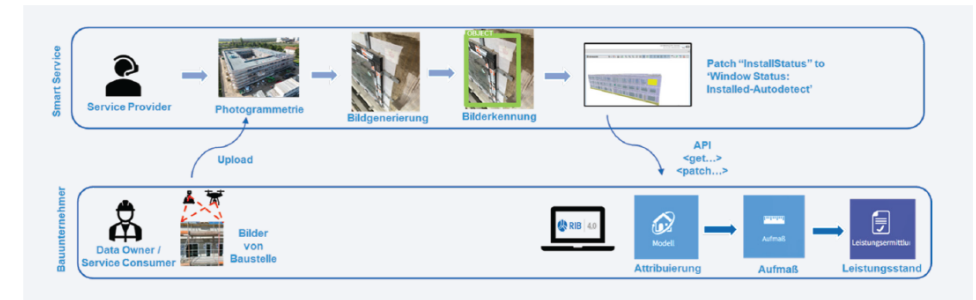 Smart Service
Service Provider
Photogrammetrie
Bildgenerierung
OBJECT
Bilderkennung
Patch “InstallStatus” to
‘Window Status:
Installed-Autodetect’
Upload
API
<get...>
<patch...>
Bauunternehmer
Data Owner /
Service Consumer
Bilder
von
Baustelle
RIB 4.0
Modell
Attribuierung
Aufmaß
Aufmaß
Leistungsermittlu
Leistungsstand